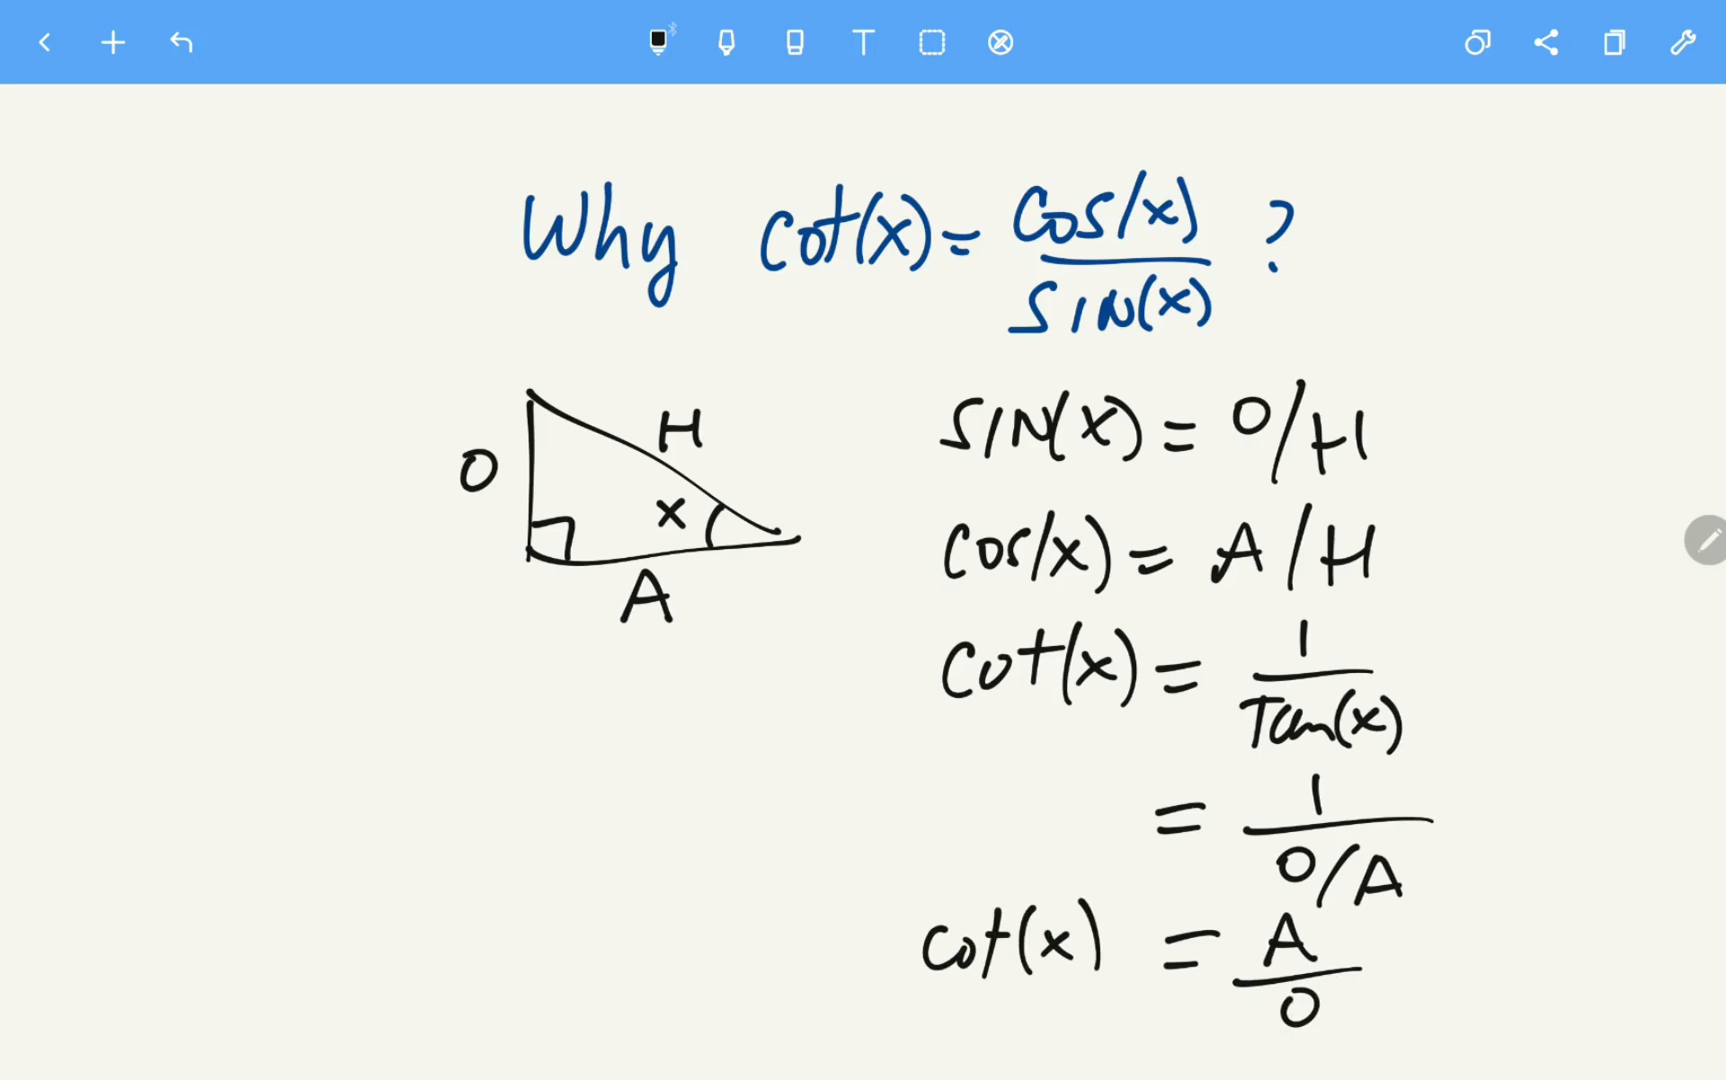 Why cot(x) = cos(x) / SIN(x) ?
O
H
x
A
SIN(x) = O/H
cos(x) = A/H
cot(x) = 1 / Tan(x)
= 1 / O/A
cot(x) = A / O
T